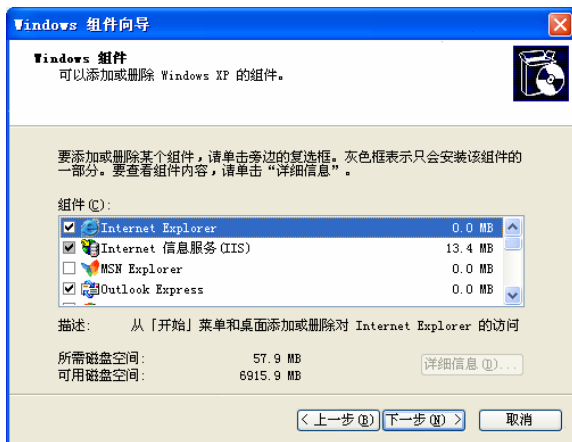 Windows 组件向导
Windows 组件
可以添加或删除 Windows XP 的组件。
要添加或删除某个组件，请单击旁边的复选框。灰色框表示只会安装该组件的
一部分。要查看组件内容，请单击“详细信息”。
组件(C):
Internet Explorer 0.0 MB
Internet 信息服务(IIS) 13.4 MB
MSN Explorer 0.0 MB
Outlook Express 0.0 MB
描述: 从「开始」菜单和桌面添加或删除对 Internet Explorer 的访问
所需磁盘空间: 57.9 MB
可用磁盘空间: 6915.9 MB
详细信息(D)...
< 上一步(B) 下一步(N) > 取消